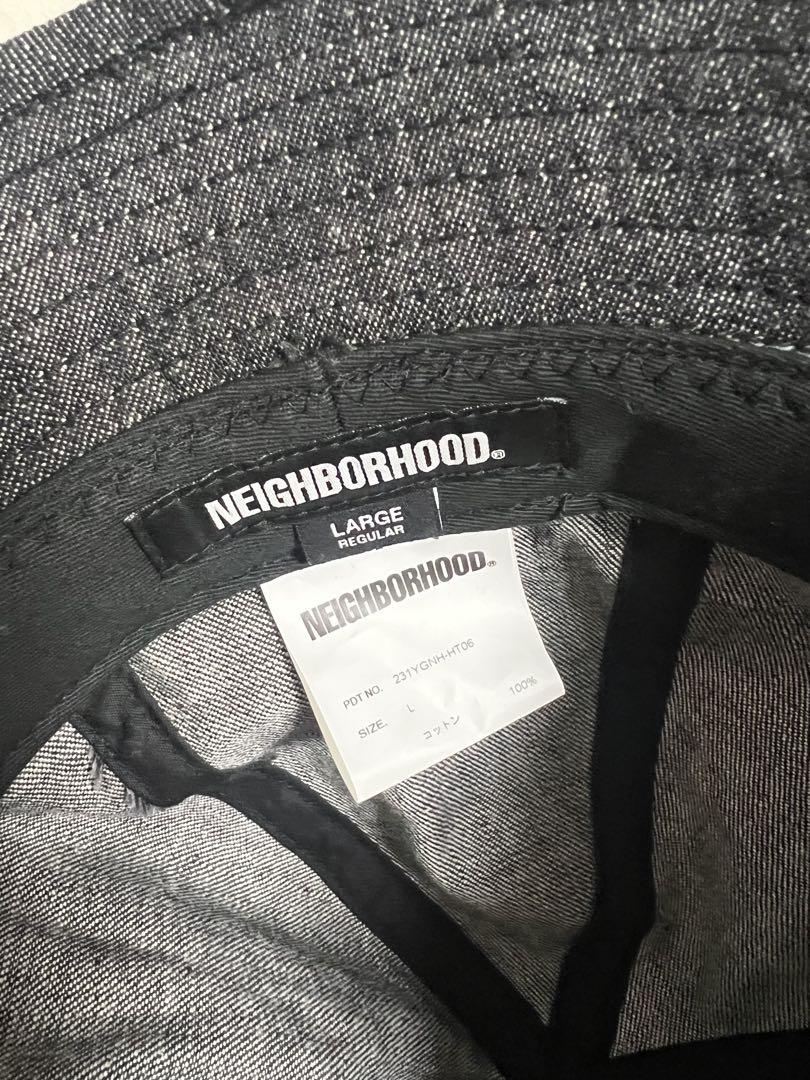 NEIGHBORHOOD®
LARGE
REGULAR
NEIGHBORHOOD®
PDT NO. 231YGNH-HT06
SIZE. L
コットン 100%